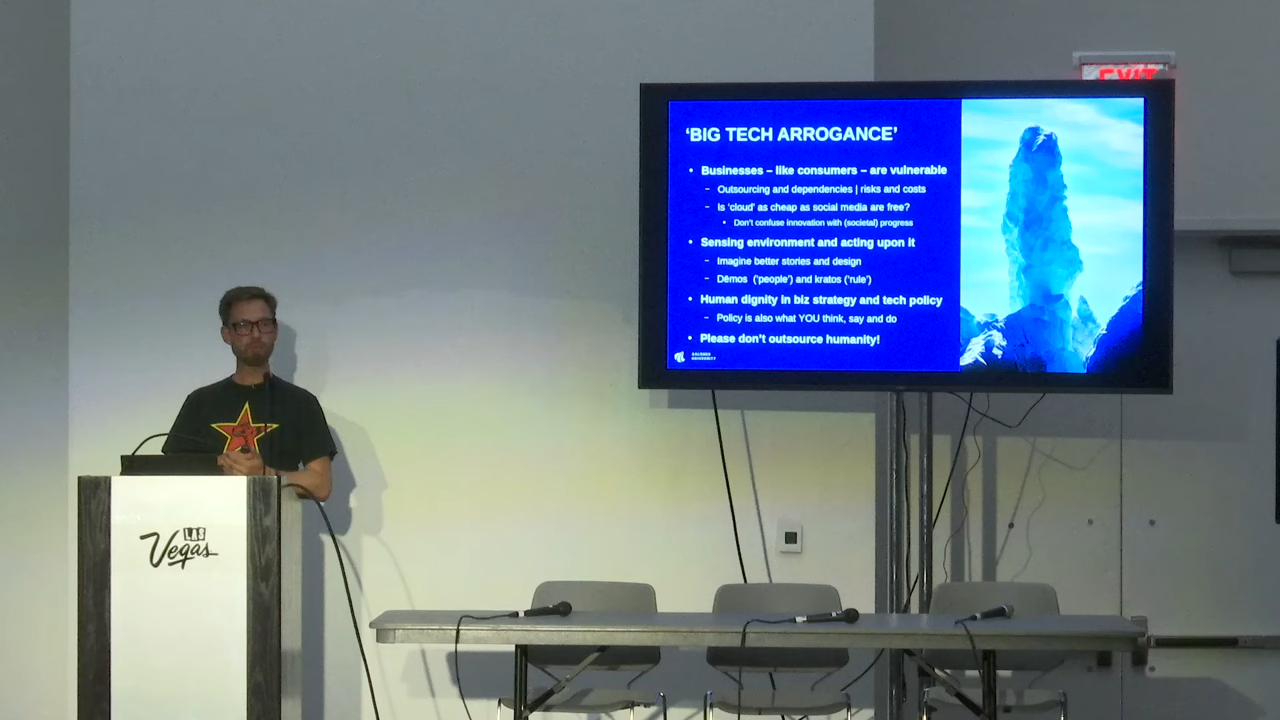 EXIT
'BIG TECH ARROGANCE'
• Businesses – like consumers – are vulnerable
– Outsourcing and dependencies | risks and costs
– Is 'cloud' as cheap as social media are free?
• Don't confuse innovation with (societal) progress
• Sensing environment and acting upon it
– Imagine better stories and design
– Dēmos ('people') and kratos ('rule')
• Human dignity in biz strategy and tech policy
– Policy is also what YOU think, say and do
• Please don't outsource humanity!
AALBORG
UNIVERSITY
LAS
Vegas